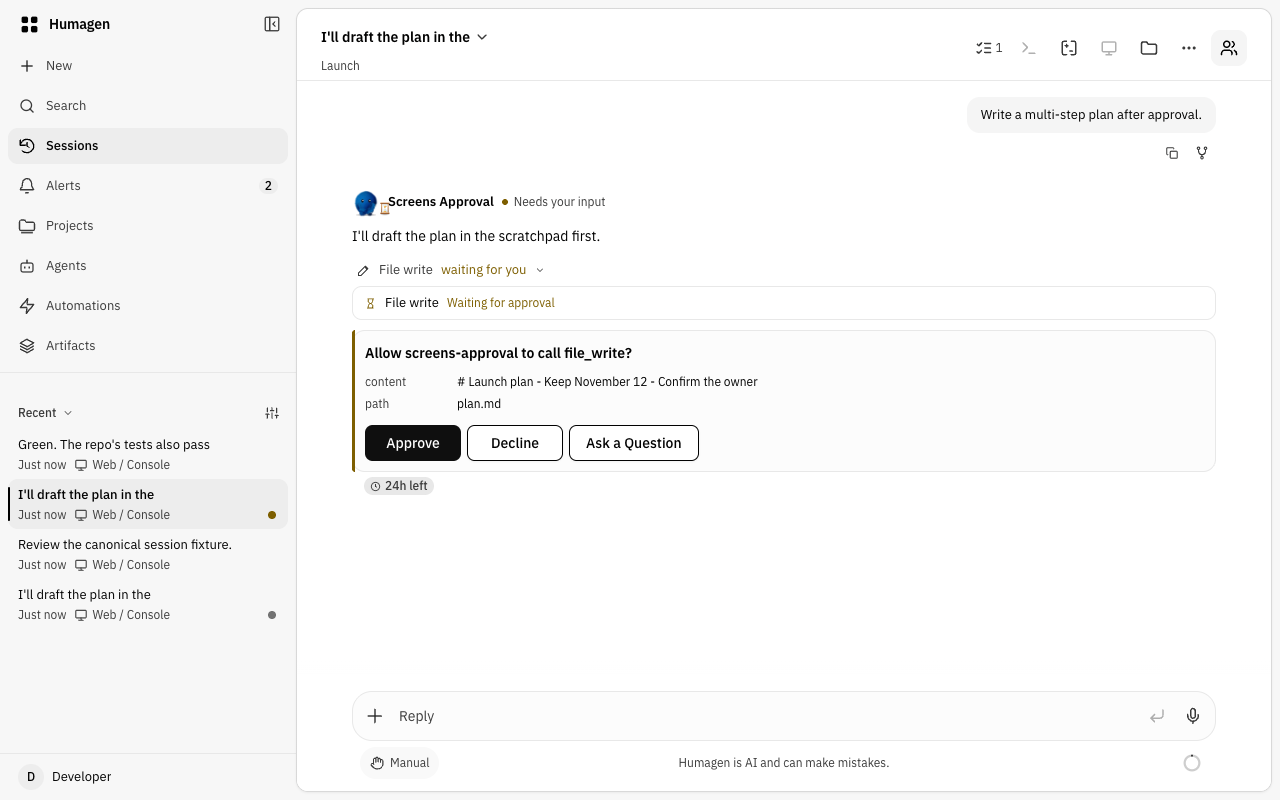 Humagen
New
Search
Sessions
Alerts 2
Projects
Agents
Automations
Artifacts
Recent
Green. The repo's tests also pass
Just now Web / Console
I'll draft the plan in the
Just now Web / Console
Review the canonical session fixture.
Just now Web / Console
I'll draft the plan in the
Just now Web / Console
D Developer
I'll draft the plan in the
Launch
1
Write a multi-step plan after approval.
Screens Approval Needs your input
I'll draft the plan in the scratchpad first.
File write waiting for you
File write Waiting for approval
Allow screens-approval to call file_write?
content # Launch plan - Keep November 12 - Confirm the owner
path plan.md
Approve Decline Ask a Question
24h left
Reply
Manual
Humagen is AI and can make mistakes.